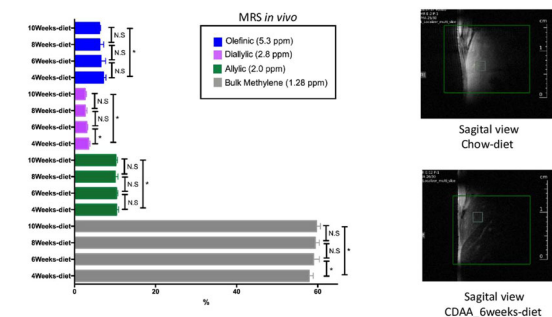 MRS in vivo
Olefinic (5.3 ppm)
Diallylic (2.8 ppm)
Allylic (2.0 ppm)
Bulk Methylene (1.28 ppm)
10Weeks-diet
8Weeks-diet
6Weeks-diet
4Weeks-diet
10Weeks-diet
8Weeks-diet
6Weeks-diet
4Weeks-diet
10Weeks-diet
8Weeks-diet
6Weeks-diet
4Weeks-diet
10Weeks-diet
8Weeks-diet
6Weeks-diet
4Weeks-diet
N.S
N.S
N.S
*
N.S
N.S
*
*
N.S
N.S
N.S
*
N.S
N.S
*
*
0
20
40
60
%
Sagital view
Chow-diet
Sagital view
CDAA 6weeks-diet